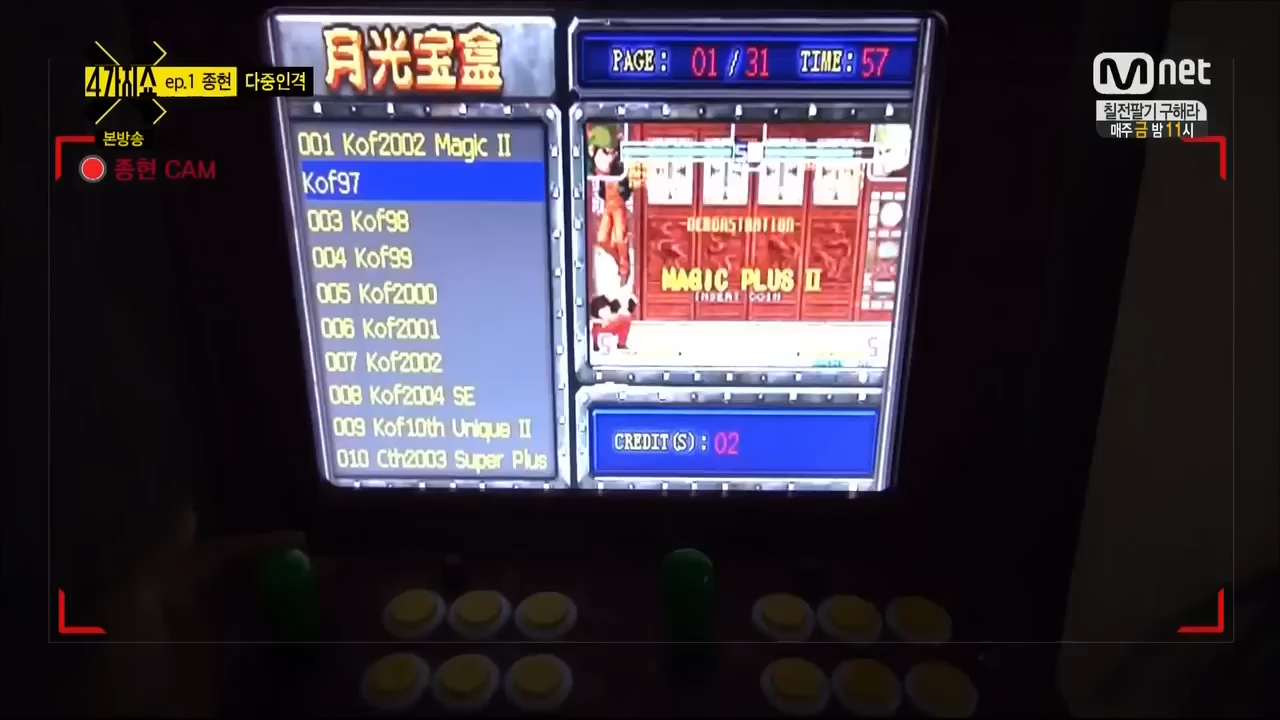 47가지쇼 ep.1 종현 다중인격
본방송
종현 CAM
Mnet
칠전팔기 구해라
매주 금 밤 11시
月光宝盒
PAGE: 01/31 TIME: 57
001 Kof2002 Magic II
Kof97
003 Kof98
004 Kof99
005 Kof2000
006 Kof2001
007 Kof2002
008 Kof2004 SE
009 Kof10th Unique II
010 Cth2003 Super Plus
-DEMONSTRATION-
MAGIC PLUS II
INSERT COIN
CREDIT(S): 02